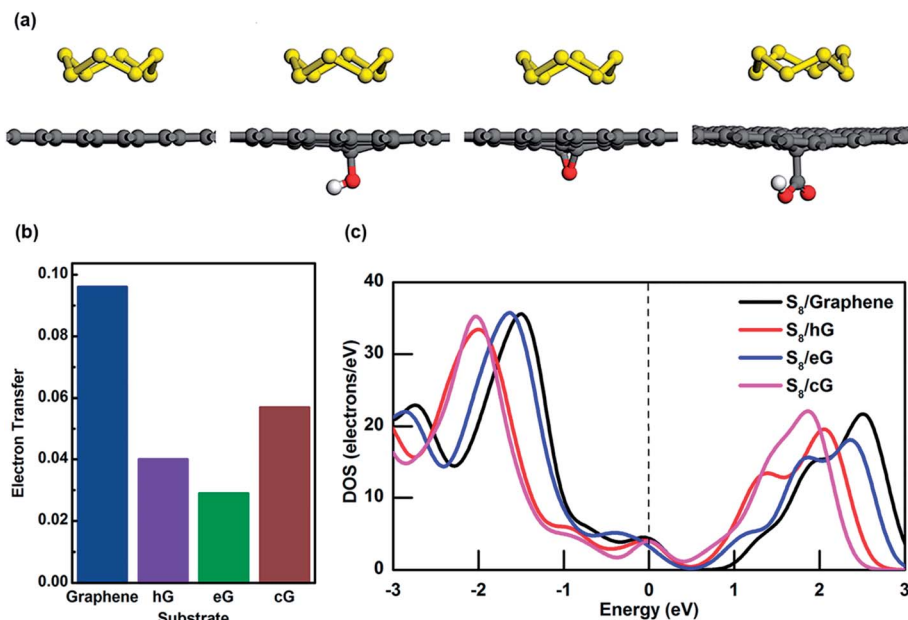 (a)
(b)
0.10
0.08
0.06
0.04
0.02
0.00
Electron Transfer
Graphene hG eG cG
Substrate
(c)
40
30
20
10
0
DOS (electrons/eV)
S₈/Graphene
S₈/hG
S₈/eG
S₈/cG
-3 -2 -1 0 1 2 3
Energy (eV)